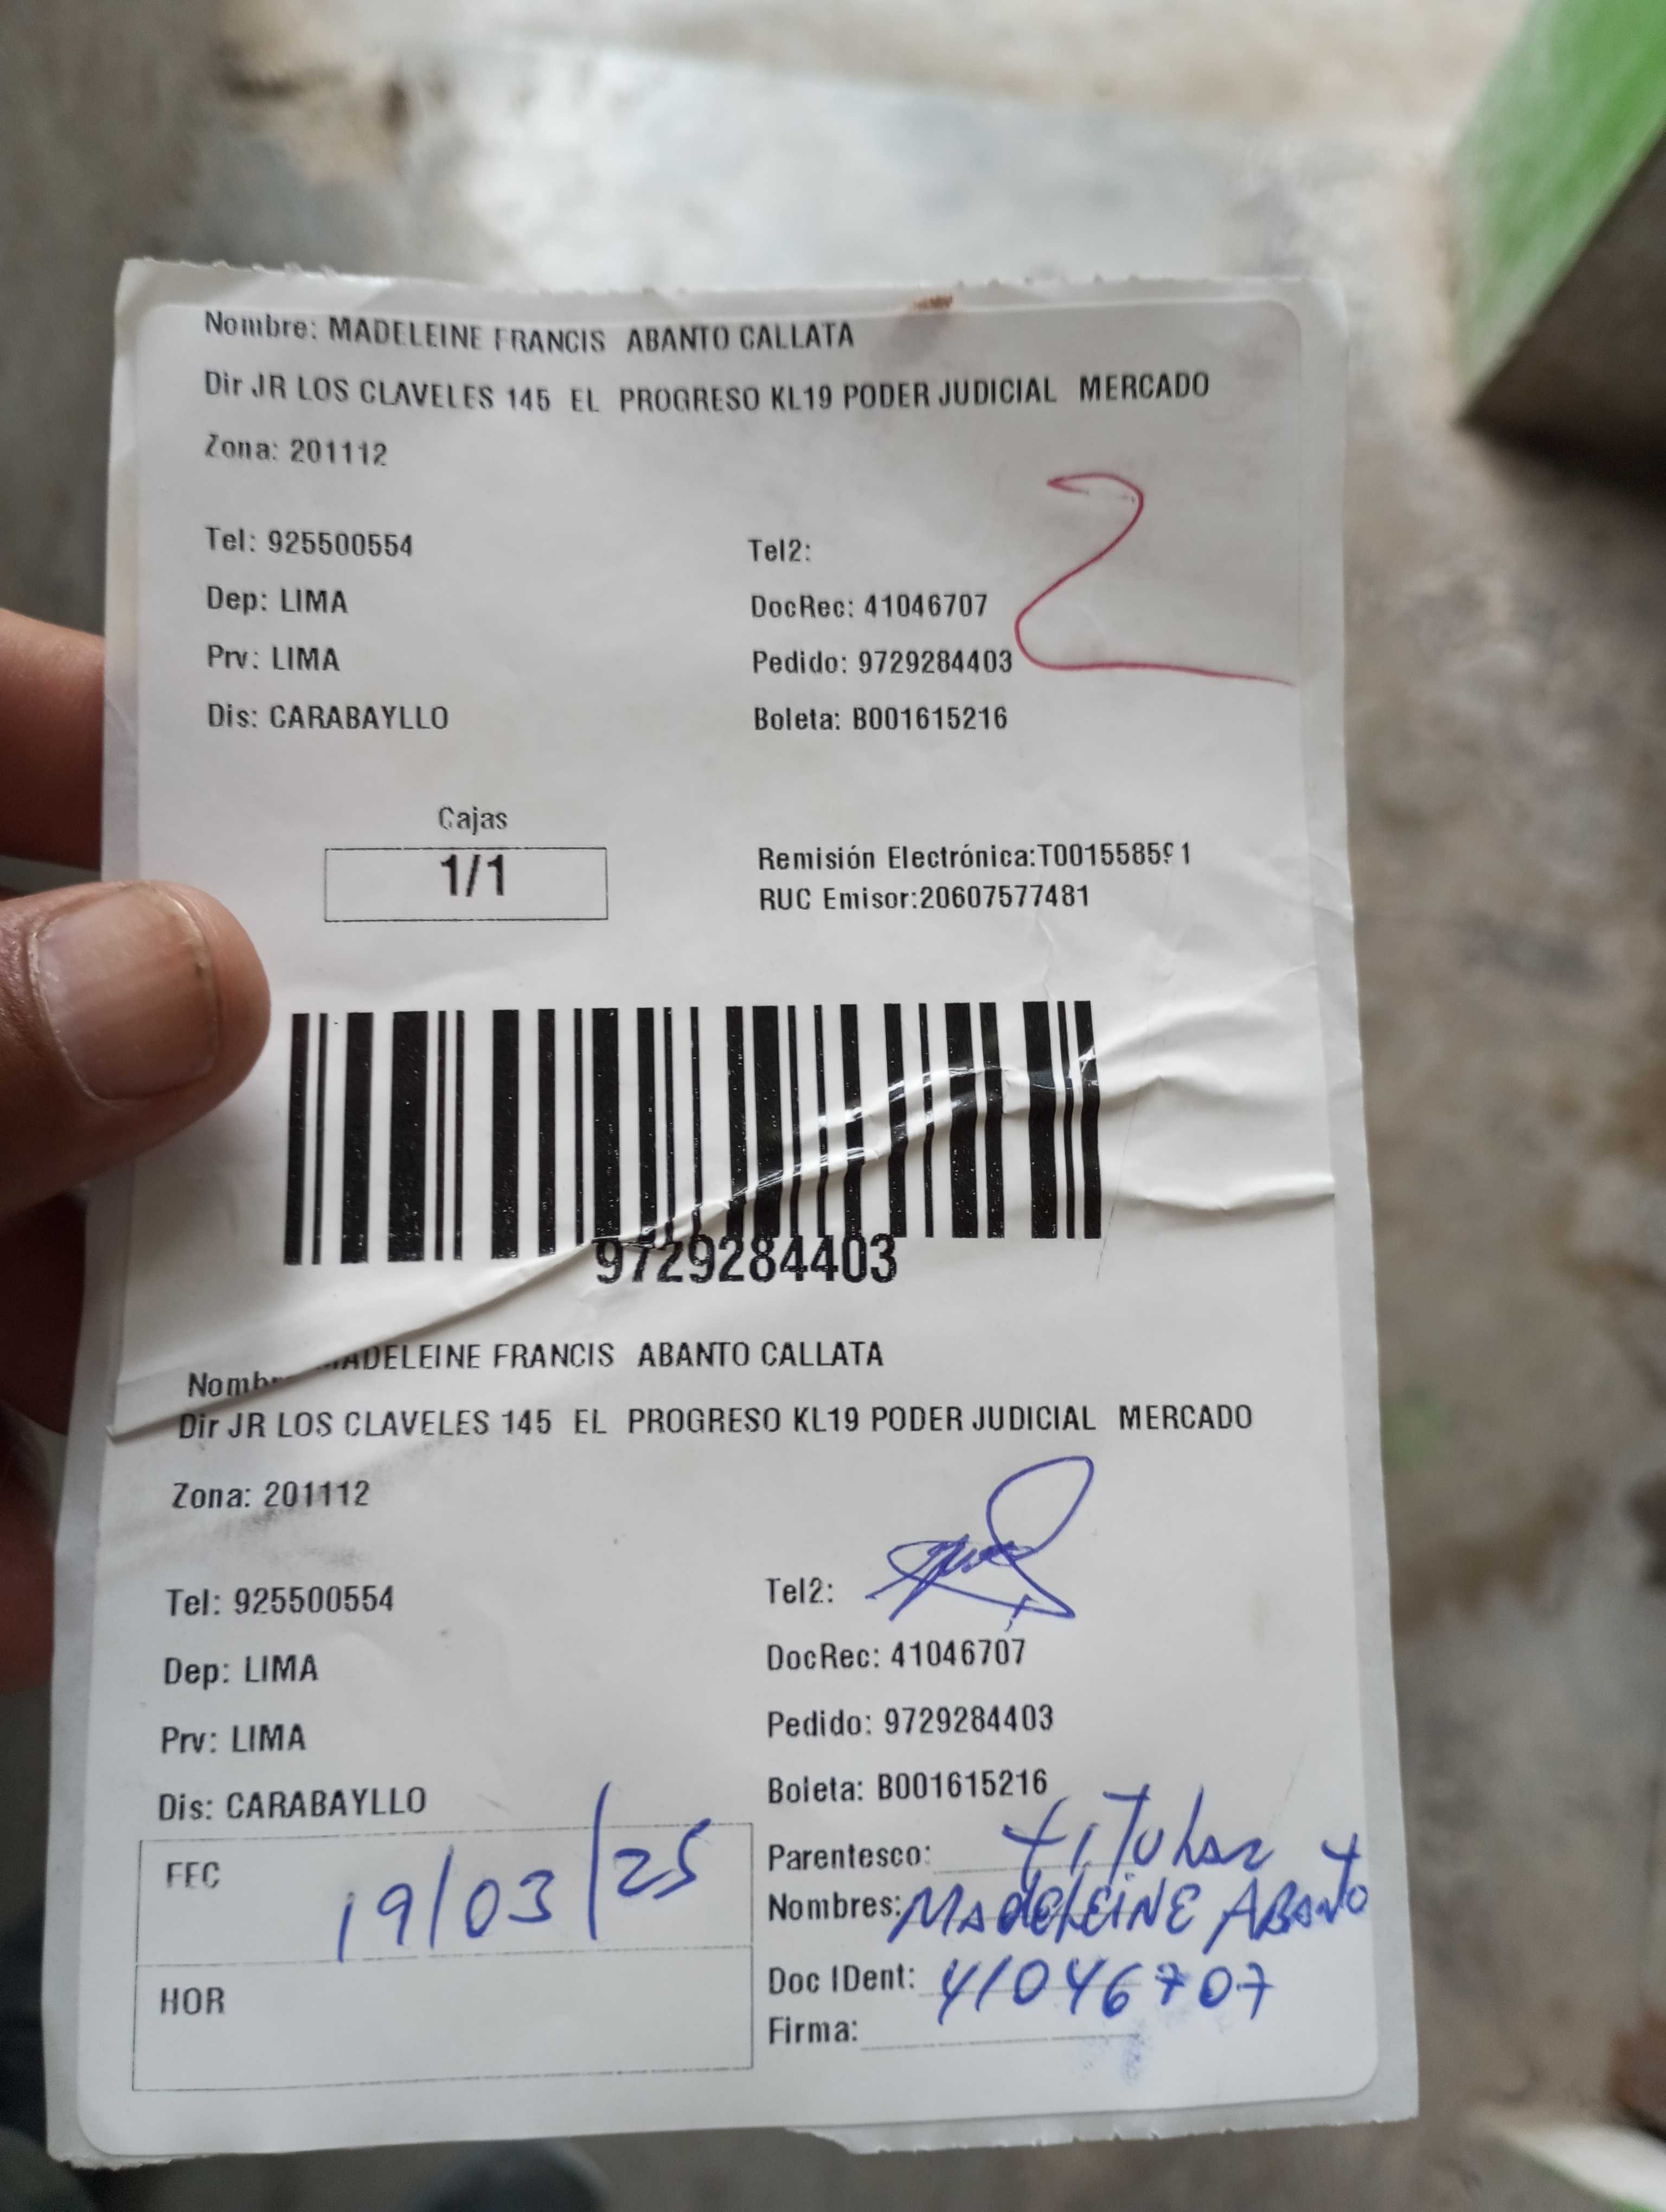 Nombre: MADELEINE FRANCIS ABANTO CALLATA
Dir JR LOS CLAVELES 145 EL PROGRESO KL19 PODER JUDICIAL MERCADO
Zona: 201112
2
Tel: 925500554 Tel2:
Dep: LIMA DocRec: 41046707
Prv: LIMA Pedido: 9729284403
Dis: CARABAYLLO Boleta: B001615216
Cajas
1/1
Remisión Electrónica:T001558591
RUC Emisor:20607577481
9729284403
MADELEINE FRANCIS ABANTO CALLATA
Dir JR LOS CLAVELES 145 EL PROGRESO KL19 PODER JUDICIAL MERCADO
Zona: 201112
Tel: 925500554 Tel2:
Dep: LIMA DocRec: 41046707
Prv: LIMA Pedido: 9729284403
Dis: CARABAYLLO Boleta: B001615216
FEC 19/03/25
HOR
Parentesco: titular
Nombres: MadeLEINE ABanto
Doc IDent: 41046707
Firma: